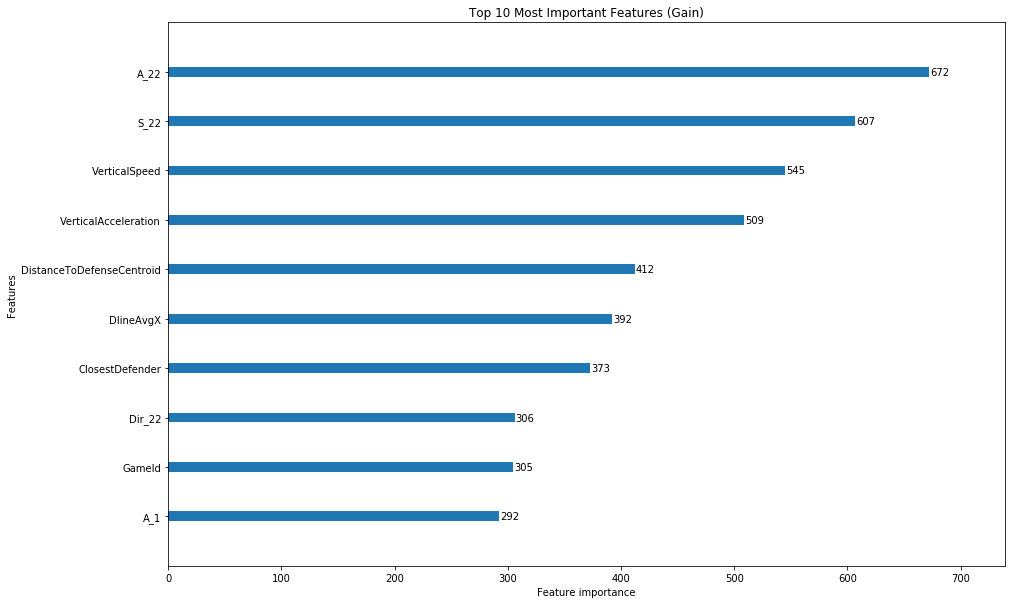 Top 10 Most Important Features (Gain)
A_22
672
S_22
607
VerticalSpeed
545
VerticalAcceleration
509
DistanceToDefenseCentroid
412
DlineAvgX
392
ClosestDefender
373
Dir_22
306
GameId
305
A_1
292
Features
0 100 200 300 400 500 600 700
Feature importance